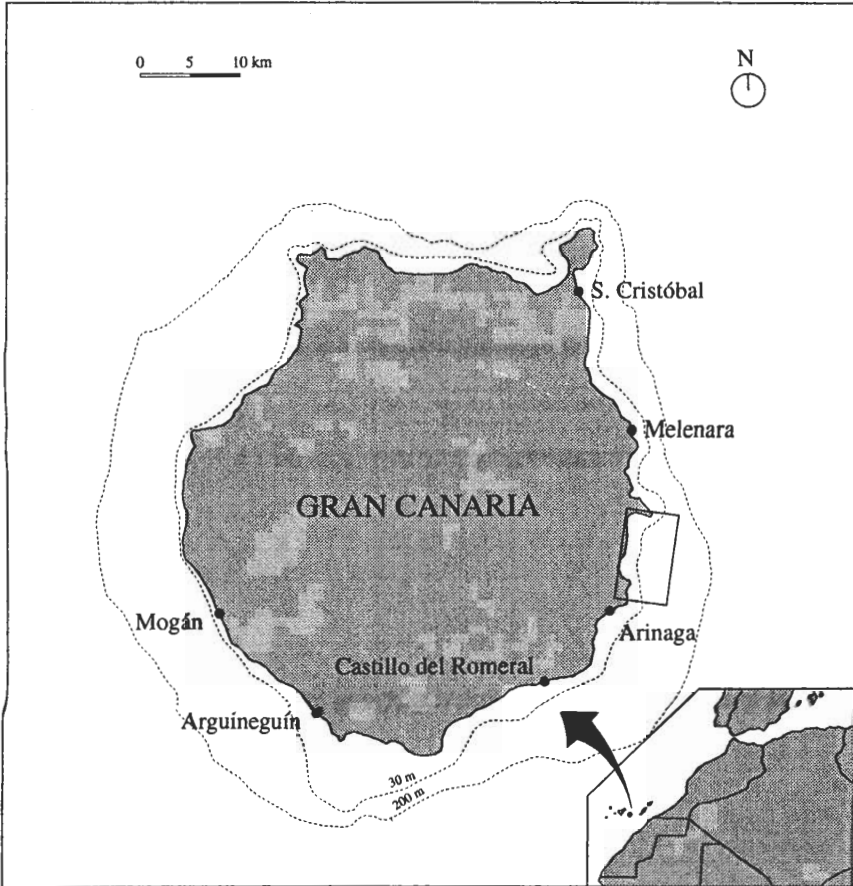 0 5 10 km
N
S. Cristóbal
Melenara
GRAN CANARIA
Mogán
Arinaga
Castillo del Romeral
Arguineguín
30 m
200 m